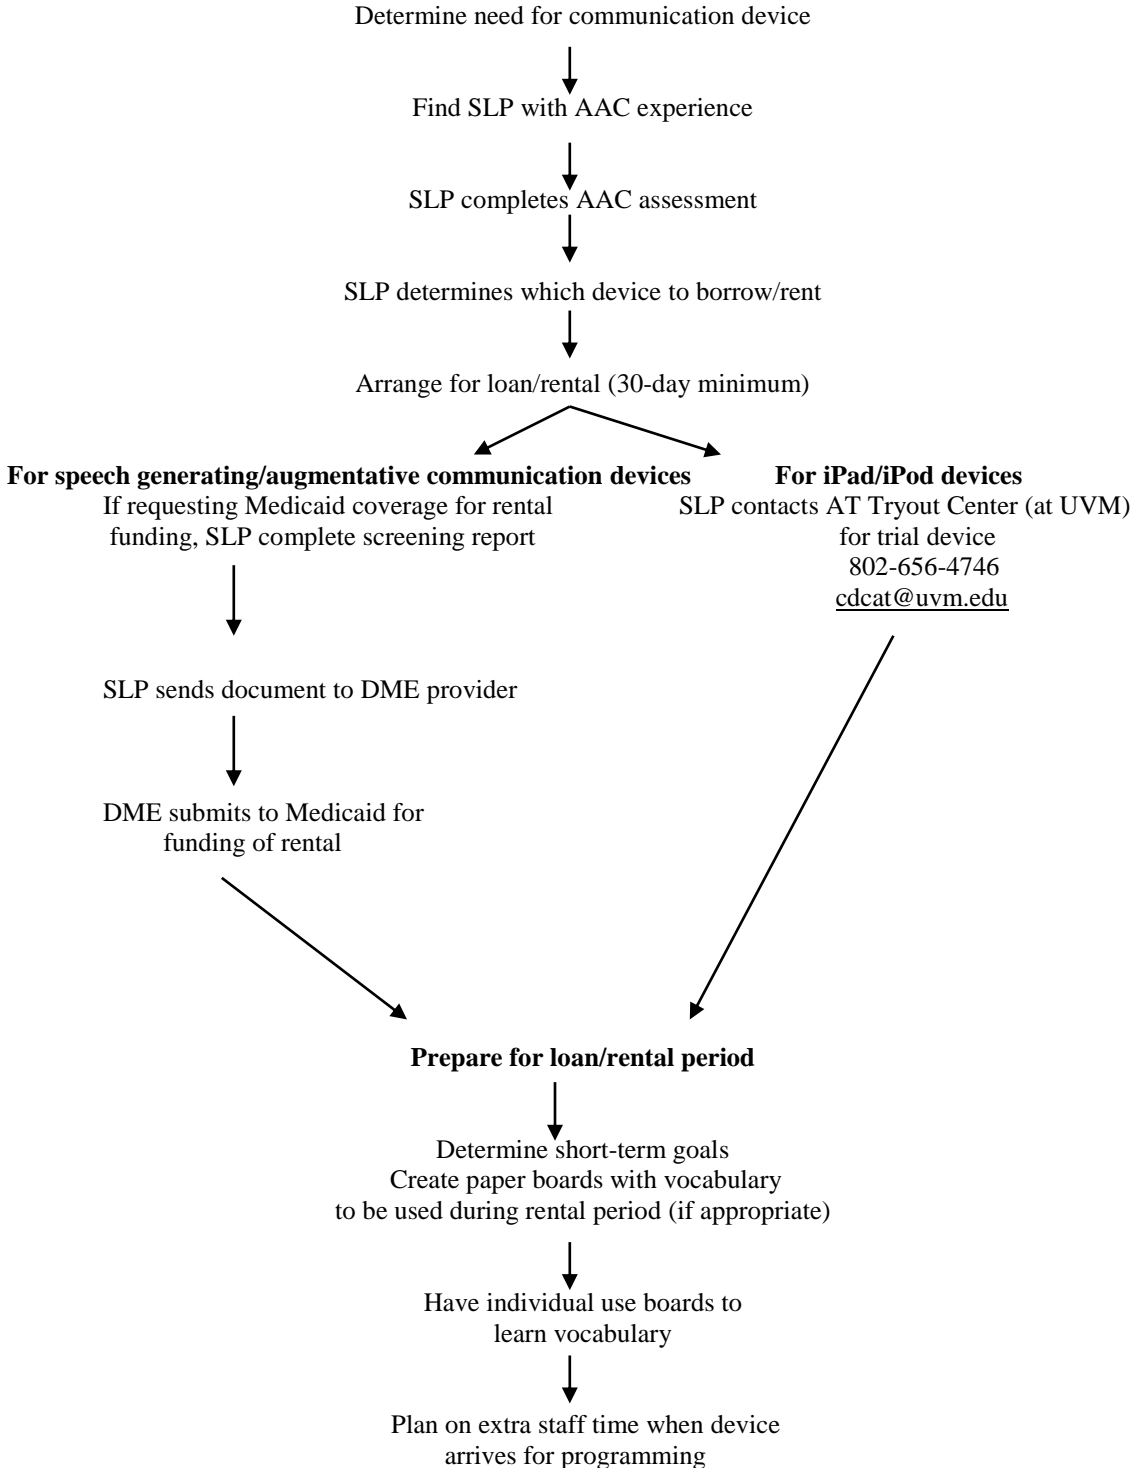 Determine need for communication device
Find SLP with AAC experience
SLP completes AAC assessment
SLP determines which device to borrow/rent
Arrange for loan/rental (30-day minimum)
For speech generating/augmentative communication devices
If requesting Medicaid coverage for rental
funding, SLP complete screening report
SLP sends document to DME provider
DME submits to Medicaid for
funding of rental
For iPad/iPod devices
SLP contacts AT Tryout Center (at UVM)
for trial device
802-656-4746
cdcat@uvm.edu
Prepare for loan/rental period
Determine short-term goals
Create paper boards with vocabulary
to be used during rental period (if appropriate)
Have individual use boards to
learn vocabulary
Plan on extra staff time when device
arrives for programming